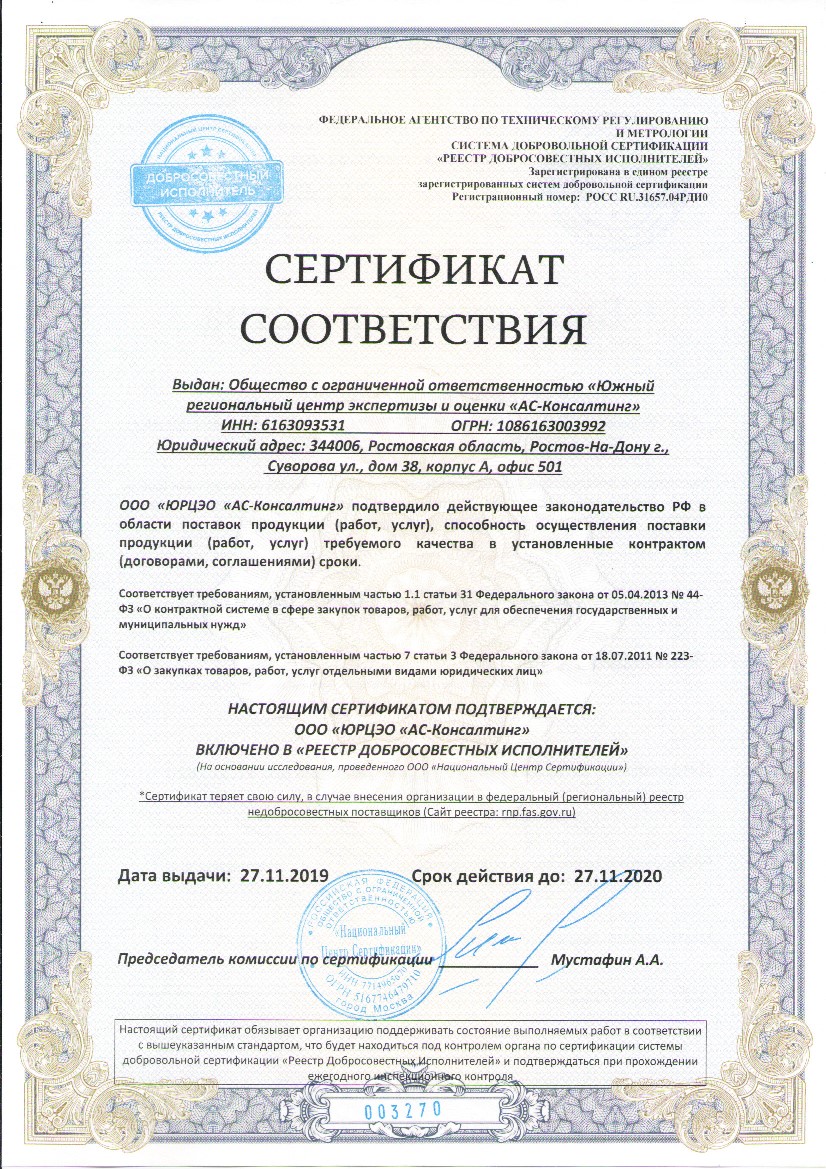 ФЕДЕРАЛЬНОЕ АГЕНТСТВО ПО ТЕХНИЧЕСКОМУ РЕГУЛИРОВАНИЮ
И МЕТРОЛОГИИ
СИСТЕМА ДОБРОВОЛЬНОЙ СЕРТИФИКАЦИИ
«РЕЕСТР ДОБРОСОВЕСТНЫХ ИСПОЛНИТЕЛЕЙ»
Зарегистрирована в едином реестре
зарегистрированных систем добровольной сертификации
Регистрационный номер: РОСС RU.31657.04РДИ0
НАЦИОНАЛЬНЫЙ ЦЕНТР СЕРТИФИКАЦИИ
ДОБРОСОВЕСТНЫЙ
ИСПОЛНИТЕЛЬ
РЕЕСТР ДОБРОСОВЕСТНЫХ ИСПОЛНИТЕЛЕЙ
СЕРТИФИКАТ
СООТВЕТСТВИЯ
Выдан: Общество с ограниченной ответственностью «Южный
региональный центр экспертизы и оценки «АС-Консалтинг»
ИНН: 6163093531 ОГРН: 1086163003992
Юридический адрес: 344006, Ростовская область, Ростов-На-Дону г.,
Суворова ул., дом 38, корпус А, офис 501
ООО «ЮРЦЭО «АС-Консалтинг» подтвердило действующее законодательство РФ в
области поставок продукции (работ, услуг), способность осуществления поставки
продукции (работ, услуг) требуемого качества в установленные контрактом
(договорами, соглашениями) сроки.
Соответствует требованиям, установленным частью 1.1 статьи 31 Федерального закона от 05.04.2013 № 44-
ФЗ «О контрактной системе в сфере закупок товаров, работ, услуг для обеспечения государственных и
муниципальных нужд»
Соответствует требованиям, установленным частью 7 статьи 3 Федерального закона от 18.07.2011 № 223-
ФЗ «О закупках товаров, работ, услуг отдельными видами юридических лиц»
НАСТОЯЩИМ СЕРТИФИКАТОМ ПОДТВЕРЖДАЕТСЯ:
ООО «ЮРЦЭО «АС-Консалтинг»
ВКЛЮЧЕНО В «РЕЕСТР ДОБРОСОВЕСТНЫХ ИСПОЛНИТЕЛЕЙ»
(На основании исследования, проведенного ООО «Национальный Центр Сертификации»)
*Сертификат теряет свою силу, в случае внесения организации в федеральный (региональный) реестр
недобросовестных поставщиков (Сайт реестра: rnp.fas.gov.ru)
Дата выдачи: 27.11.2019 Срок действия до: 27.11.2020
РОССИЙСКАЯ ФЕДЕРАЦИЯ
ОБЩЕСТВО С ОГРАНИЧЕННОЙ
ОТВЕТСТВЕННОСТЬЮ
«Национальный
Центр Сертификации»
ИНН
ОГРН 5167746479710
город Москва
Председатель комиссии по сертификации Мустафин А.А.
Настоящий сертификат обязывает организацию поддерживать состояние выполняемых работ в соответствии
с вышеуказанным стандартом, что будет находиться под контролем органа по сертификации системы
добровольной сертификации «Реестр Добросовестных Исполнителей» и подтверждаться при прохождении
ежегодного инспекционного контроля
003270